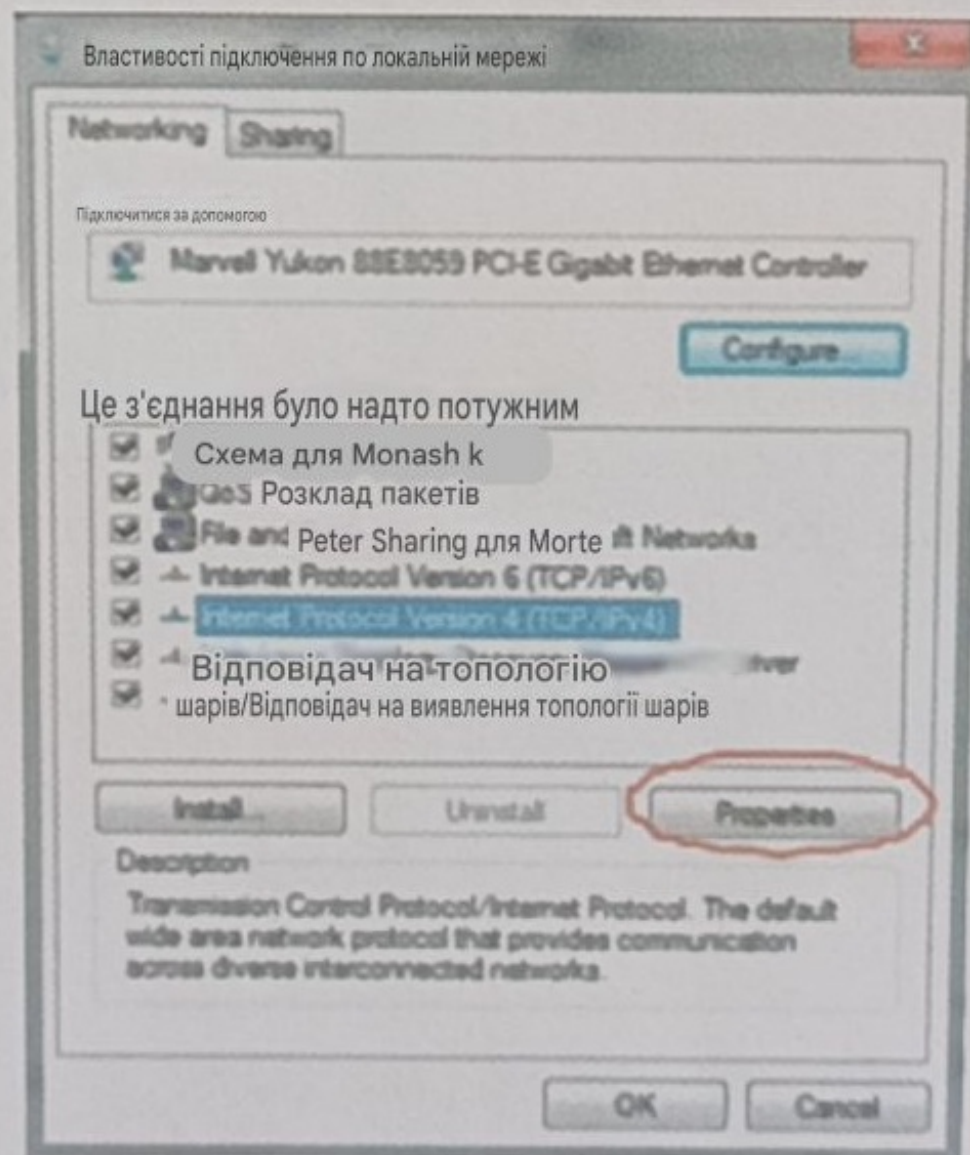 Властивості підключення по локальній мережі
Networking Sharing
Підключитися за допомогою
Marvell Yukon 88E8059 PCI-E Gigabit Ethernet Controller
Configure...
Це з'єднання було надто потужним
Схема для Monash k
QoS Розклад пакетів
File and Peter Sharing для Morte ft Networks
Internet Protocol Version 6 (TCP/IPv6)
Internet Protocol Version 4 (TCP/IPv4)
Відповідач на топологію
шарів/Відповідач на виявлення топології шарів
Install... Uninstall Properties
Description
Transmission Control Protocol/Internet Protocol. The default
wide area network protocol that provides communication
across diverse interconnected networks.
OK Cancel